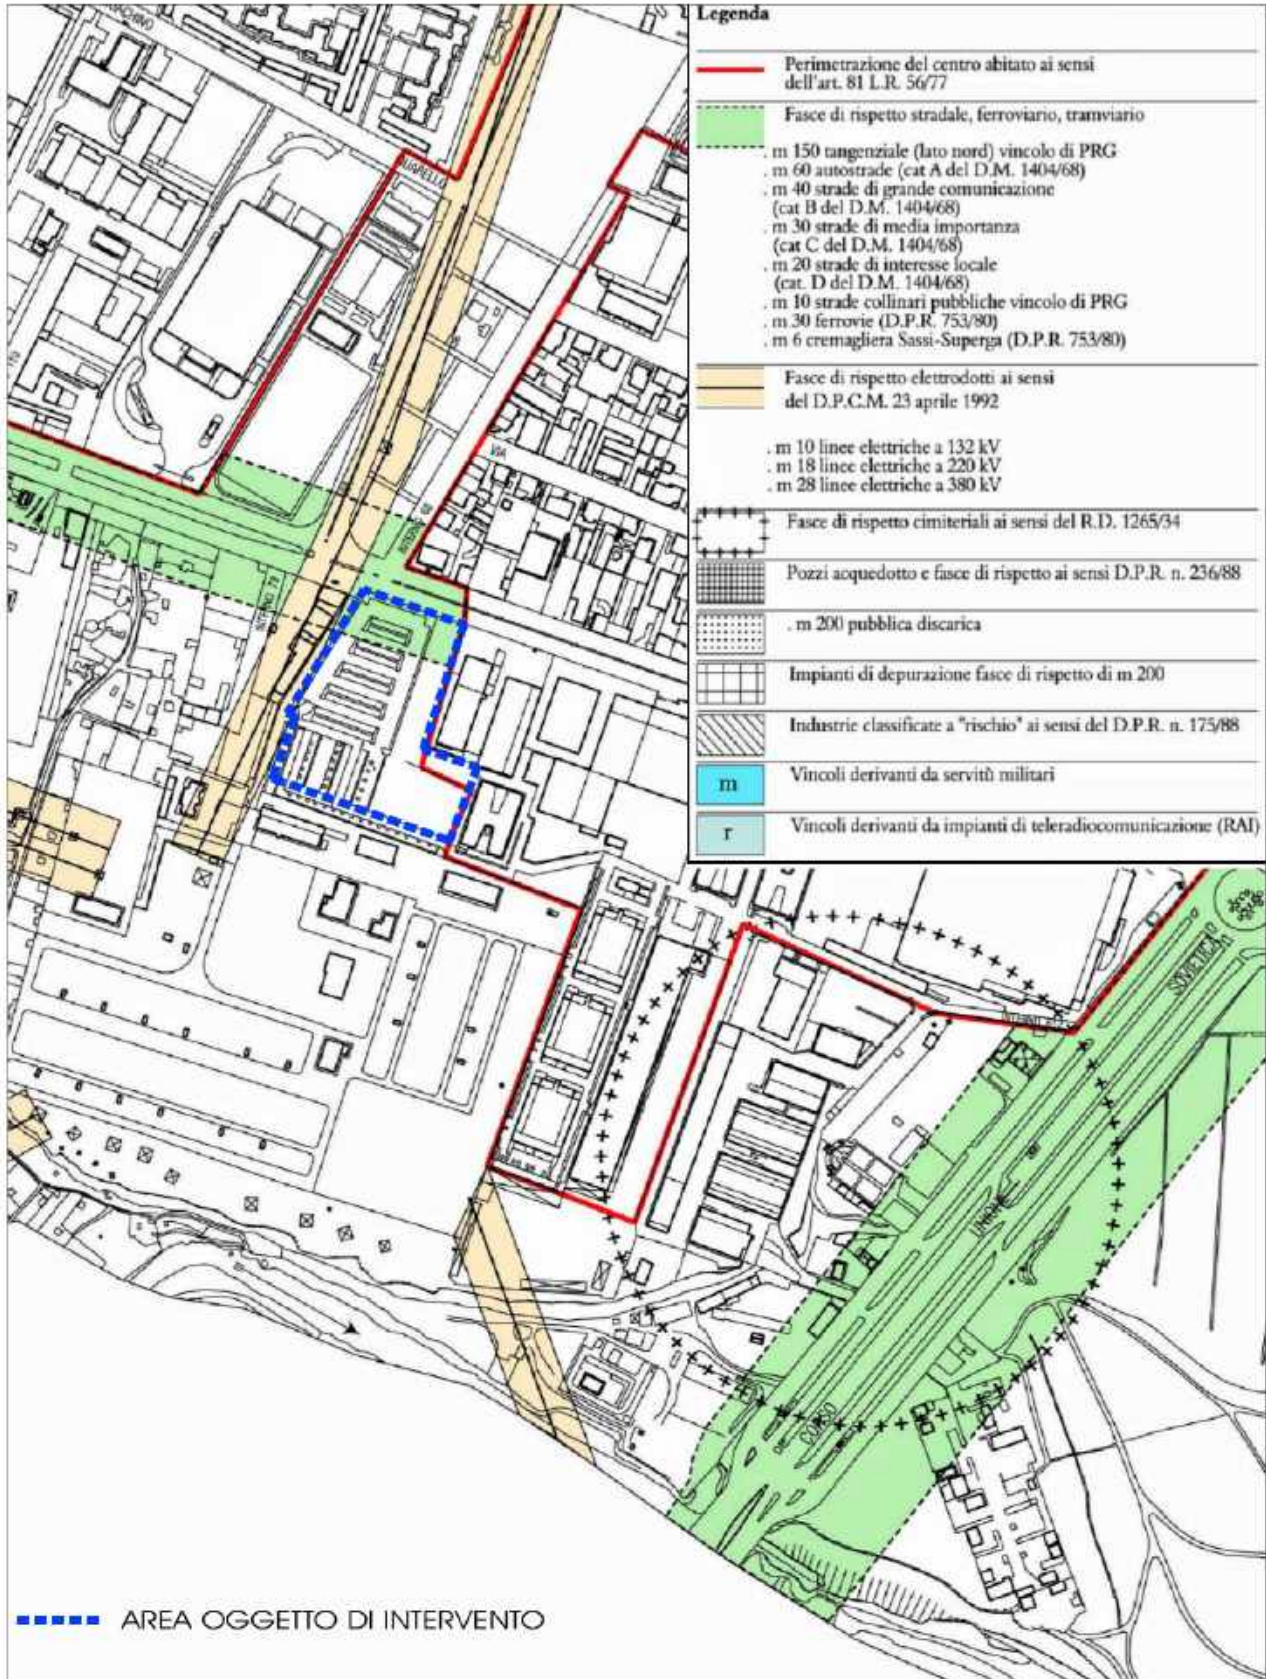 Legenda
Perimetrazione del centro abitato ai sensi
dell'art. 81 L.R. 56/77
Fasce di rispetto stradale, ferroviario, tramviario
. m 150 tangenziale (lato nord) vincolo di PRG
. m 60 autostrade (cat A del D.M. 1404/68)
. m 40 strade di grande comunicazione
(cat B del D.M. 1404/68)
. m 30 strade di media importanza
(cat C del D.M. 1404/68)
. m 20 strade di interesse locale
(cat. D del D.M. 1404/68)
. m 10 strade collinari pubbliche vincolo di PRG
. m 30 ferrovie (D.P.R. 753/80)
. m 6 cremagliera Sassi-Superga (D.P.R. 753/80)
Fasce di rispetto elettrodotti ai sensi
del D.P.C.M. 23 aprile 1992
. m 10 linee elettriche a 132 kV
. m 18 linee elettriche a 220 kV
. m 28 linee elettriche a 380 kV
Fasce di rispetto cimiteriali ai sensi del R.D. 1265/34
Pozzi acquedotto e fasce di rispetto ai sensi D.P.R. n. 236/88
. m 200 pubblica discarica
Impianti di depurazione fasce di rispetto di m 200
Industrie classificate a "rischio" ai sensi del D.P.R. n. 175/88
m Vincoli derivanti da servitù militari
r Vincoli derivanti da impianti di teleradiocomunicazione (RAI)
VIA
SOVIETICA
UNIONE
CORSO
AREA OGGETTO DI INTERVENTO